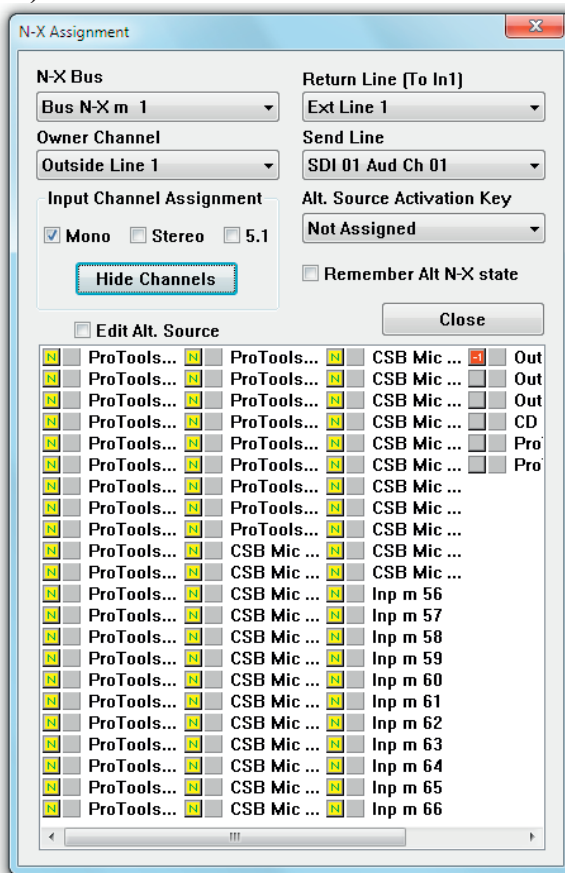 N-X Assignment
N-X Bus Return Line (To In1)
Bus N-X m 1 Ext Line 1
Owner Channel Send Line
Outside Line 1 SDI 01 Aud Ch 01
Input Channel Assignment Alt. Source Activation Key
Mono Stereo 5.1 Not Assigned
Hide Channels Remember Alt N-X state
Edit Alt. Source Close
N ProTools... N ProTools... N CSB Mic ... -1 Out
N ProTools... N ProTools... N CSB Mic ... Out
N ProTools... N ProTools... N CSB Mic ... Out
N ProTools... N ProTools... N CSB Mic ... CD
N ProTools... N ProTools... N CSB Mic ... Pro
N ProTools... N ProTools... N CSB Mic ... Pro
N ProTools... N ProTools... N CSB Mic ...
N ProTools... N ProTools... N CSB Mic ...
N ProTools... N ProTools... N CSB Mic ...
N ProTools... N CSB Mic ... N CSB Mic ...
N ProTools... N CSB Mic ... N CSB Mic ...
N ProTools... N CSB Mic ... N Inp m 56
N ProTools... N CSB Mic ... N Inp m 57
N ProTools... N CSB Mic ... N Inp m 58
N ProTools... N CSB Mic ... N Inp m 59
N ProTools... N CSB Mic ... N Inp m 60
N ProTools... N CSB Mic ... N Inp m 61
N ProTools... N CSB Mic ... N Inp m 62
N ProTools... N CSB Mic ... N Inp m 63
N ProTools... N CSB Mic ... N Inp m 64
N ProTools... N CSB Mic ... N Inp m 65
N ProTools... N CSB Mic ... N Inp m 66